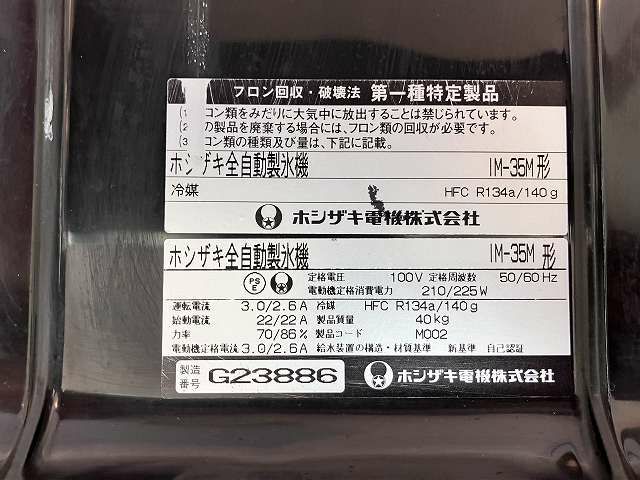 フロン回収・破壊法 第一種特定製品
(1) コン類をみだりに大気中に放出することは禁じられています。
(2) の製品を廃棄する場合には、フロン類の回収が必要です。
(3) コン類の種類及び量は、下記に記載。
ホシザキ全自動製氷機 IM-35M 形
冷媒 HFC R134a/140g
ホシザキ電機株式会社
ホシザキ全自動製氷機 IM-35M 形
PS E 定格電圧 100V 定格周波数 50/60Hz
電動機定格消費電力 210/225W
運転電流 3.0/2.6A 冷媒 HFC R134a/140g
始動電流 22/22A 製品質量 40kg
力率 70/86% 製品コード M002
電動機定格電流 3.0/2.6A 給水装置の構造・材質基準 新基準 自己認証
製造番号 G23886 ホシザキ電機株式会社